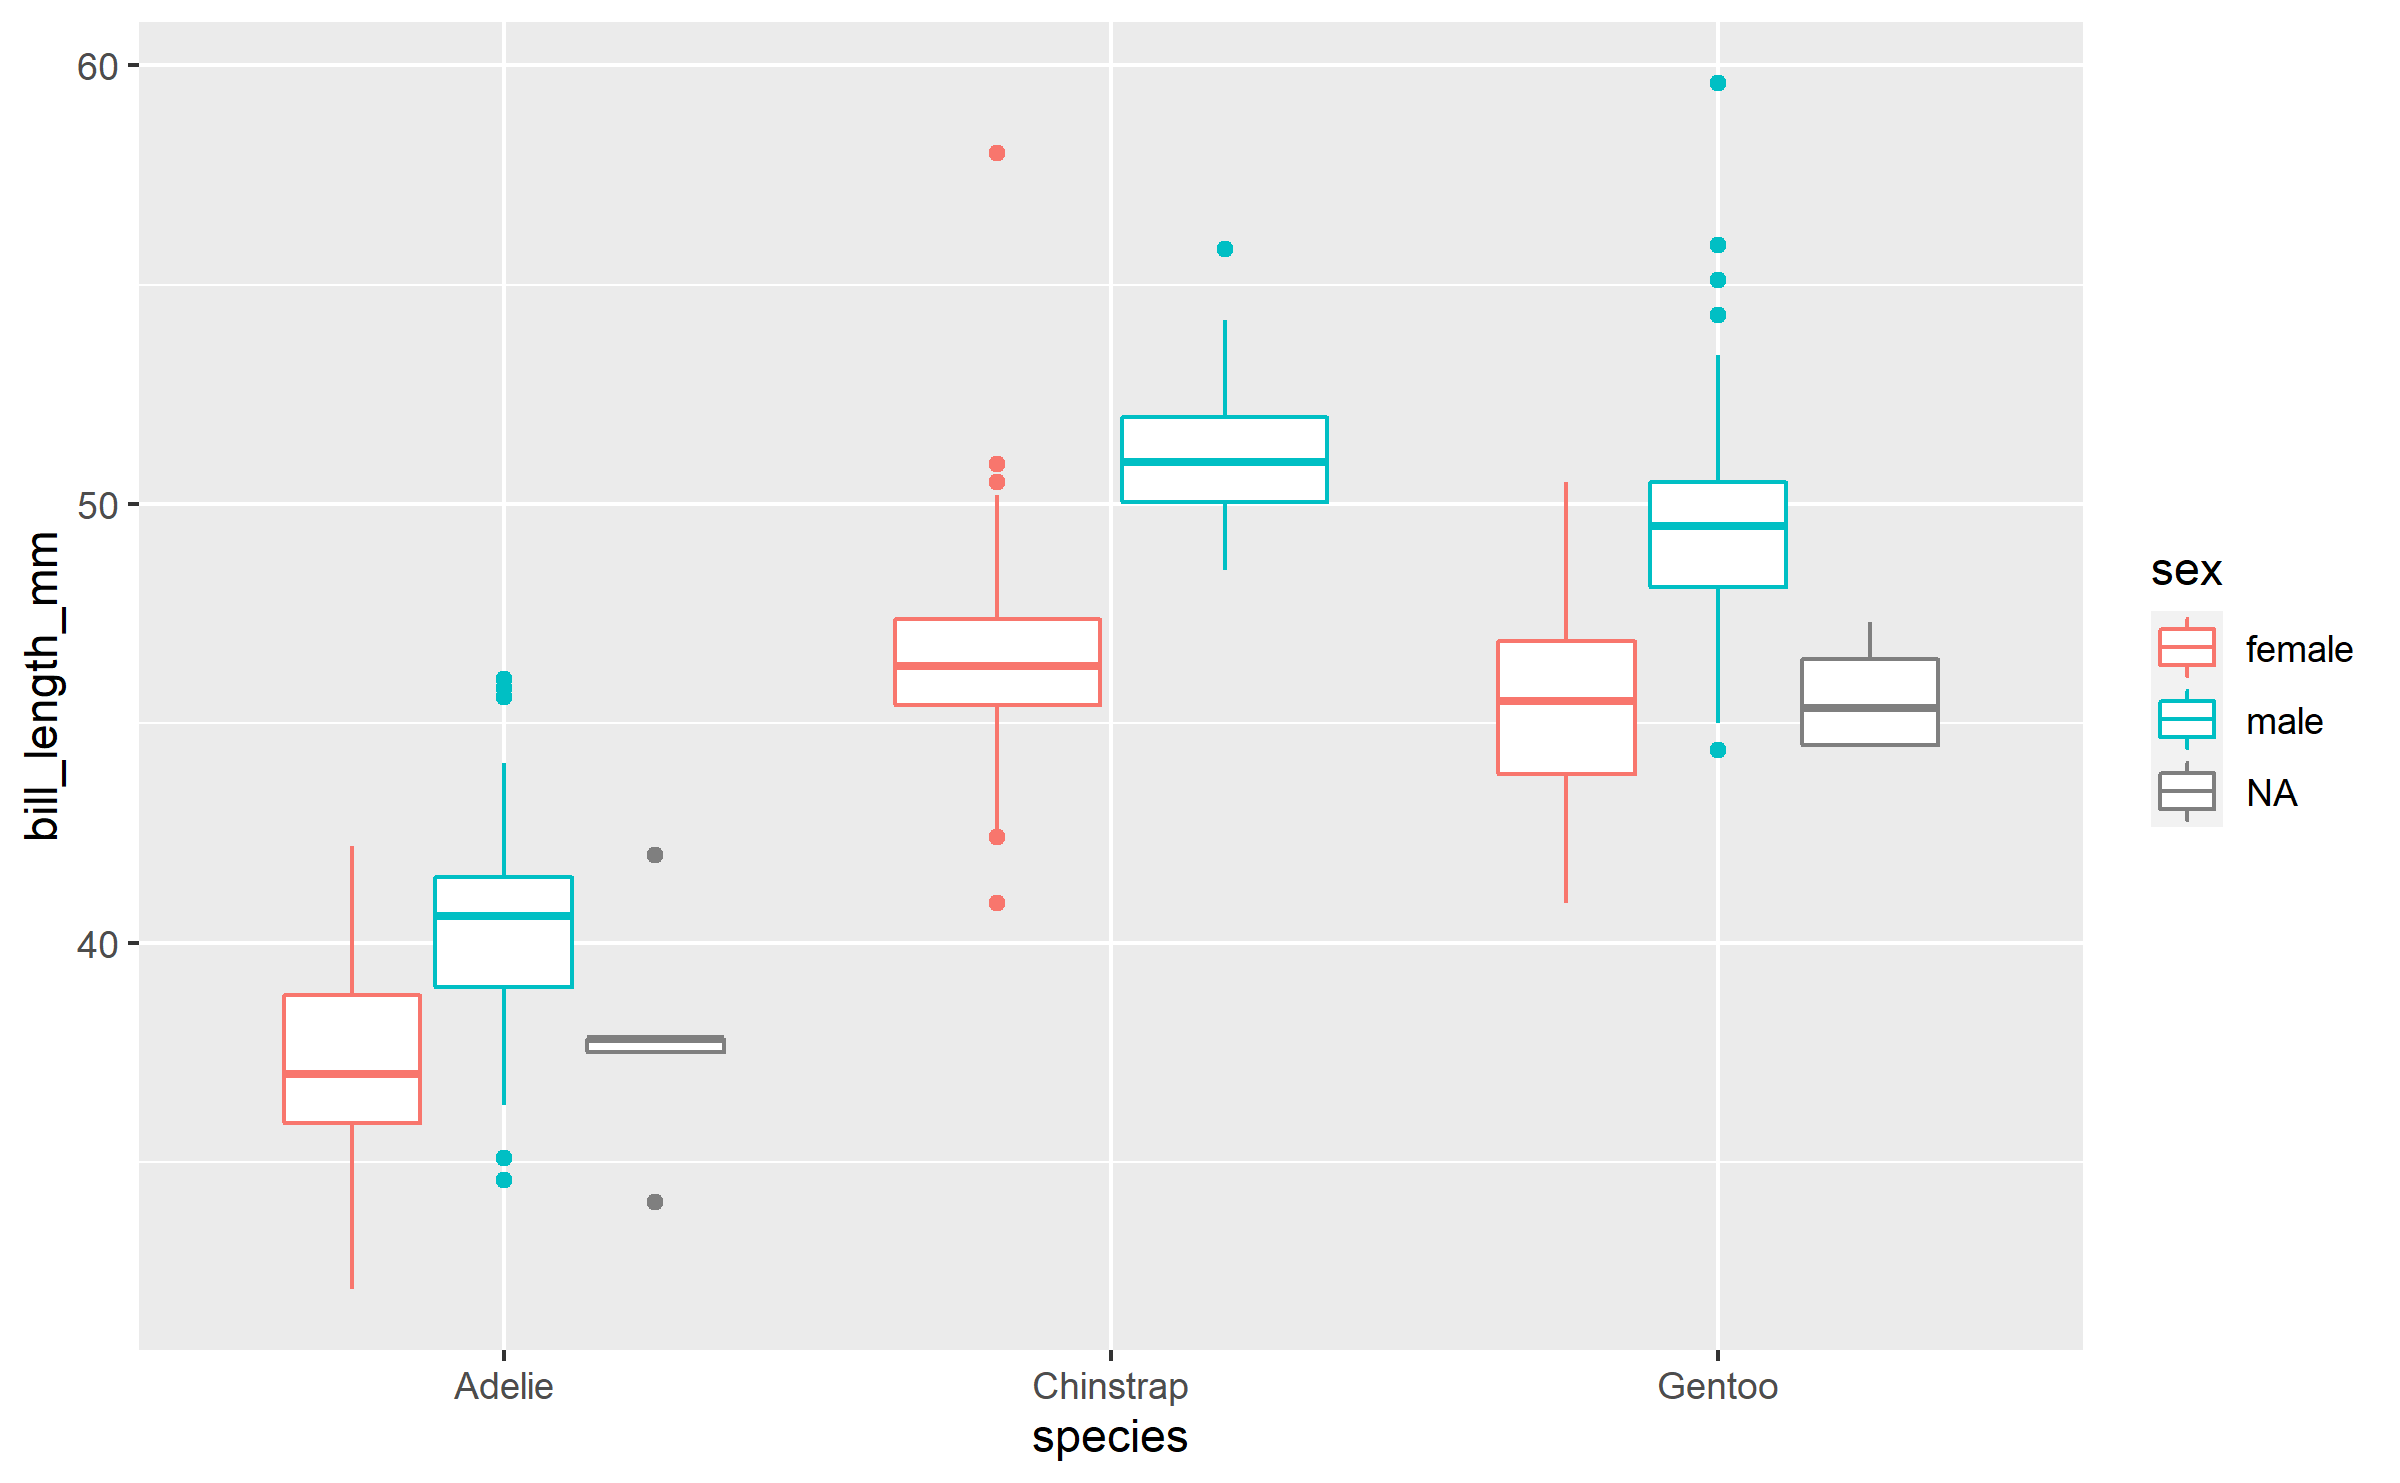 60
50
40
bill_length_mm
Adelie
Chinstrap
Gentoo
species
sex
female
male
NA